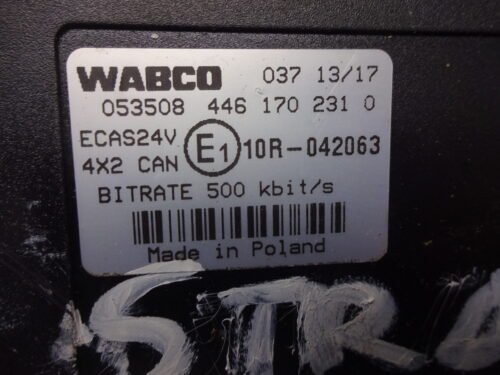 WABCO 037 13/17
053508 446 170 231 0
ECAS24V
4X2 CAN E1 10R-042063
BITRATE 500 kbit/s
Made in Poland
STRA